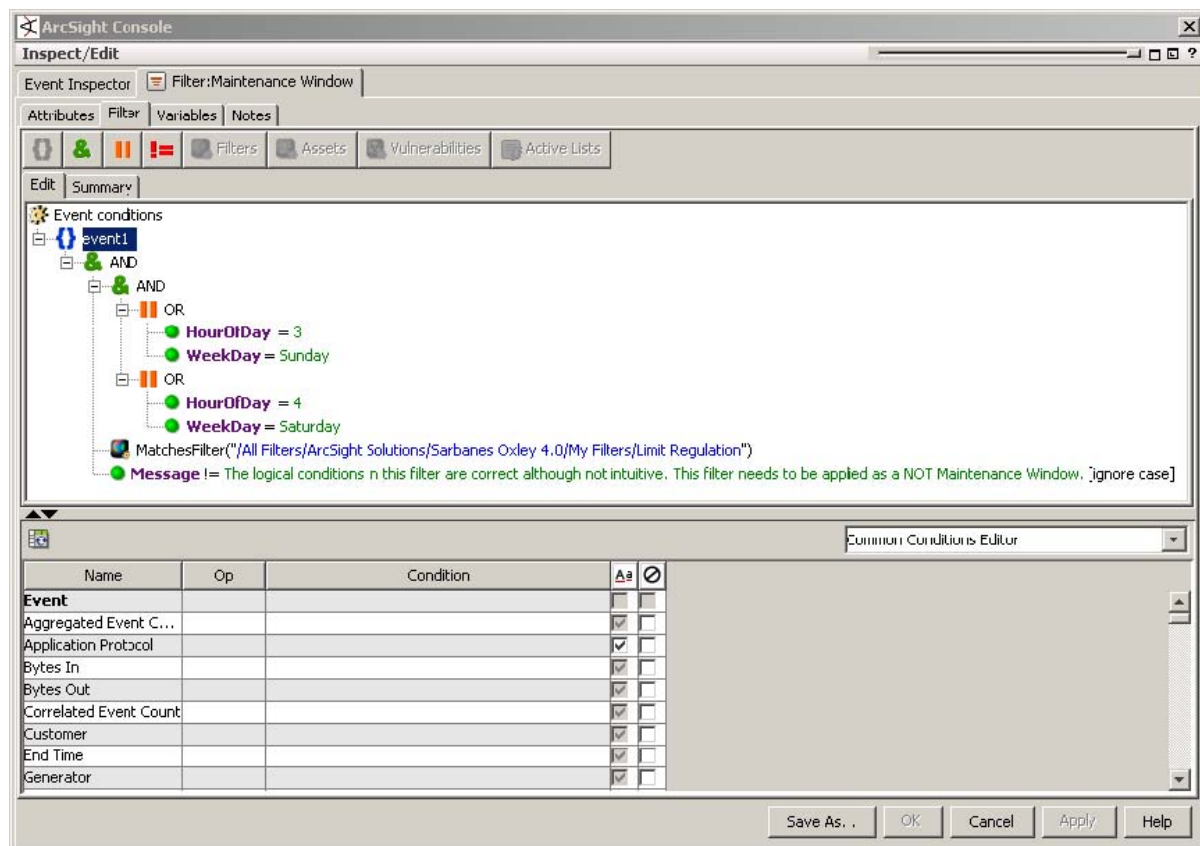 ArcSight Console
Inspect/Edit
?
Event Inspector Filter:Maintenance Window
Attributes Filter Variables Notes
{} & || != Filters Assets Vulnerabilities Active Lists
Edit Summary
Event conditions
{} event1
& AND
& AND
|| OR
HourOfDay = 3
WeekDay = Sunday
|| OR
HourOfDay = 4
WeekDay = Saturday
MatchesFilter("/All Filters/ArcSight Solutions/Sarbanes Oxley 4.0/My Filters/Limit Regulation")
Message != The logical conditions n this filter are correct although not intuitive. This filter needs to be applied as a NOT Maintenance Window. [ignore case]
Common Conditions Editor
Name Op Condition Aa
Event
Aggregated Event C...
Application Protocol
Bytes In
Bytes Out
Correlated Event Count
Customer
End Time
Generator
Save As. . OK Cancel Apply Help